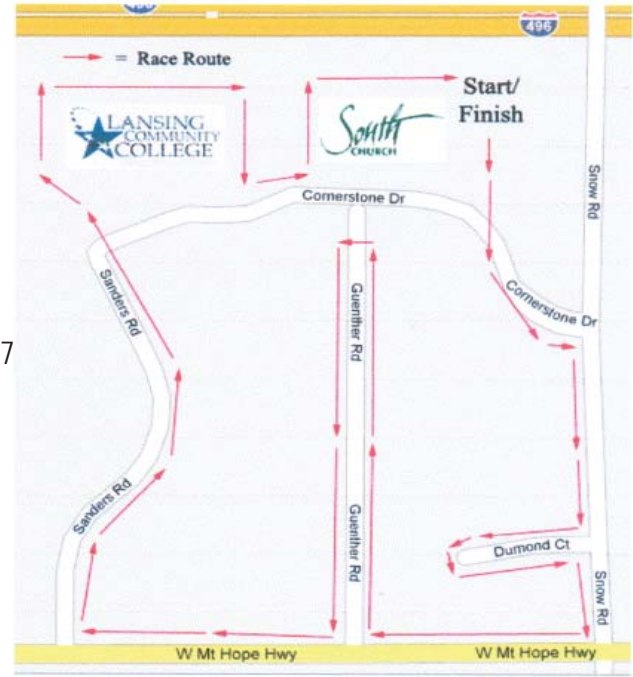 496
= Race Route
Start/
Finish
LANSING
COMMUNITY
COLLEGE
South
CHURCH
Snow Rd
Cornerstone Dr
Sanders Rd
Guenther Rd
Cornerstone Dr
7
Sanders Rd
Guenther Rd
Dumond Ct
Snow Rd
W Mt Hope Hwy
W Mt Hope Hwy